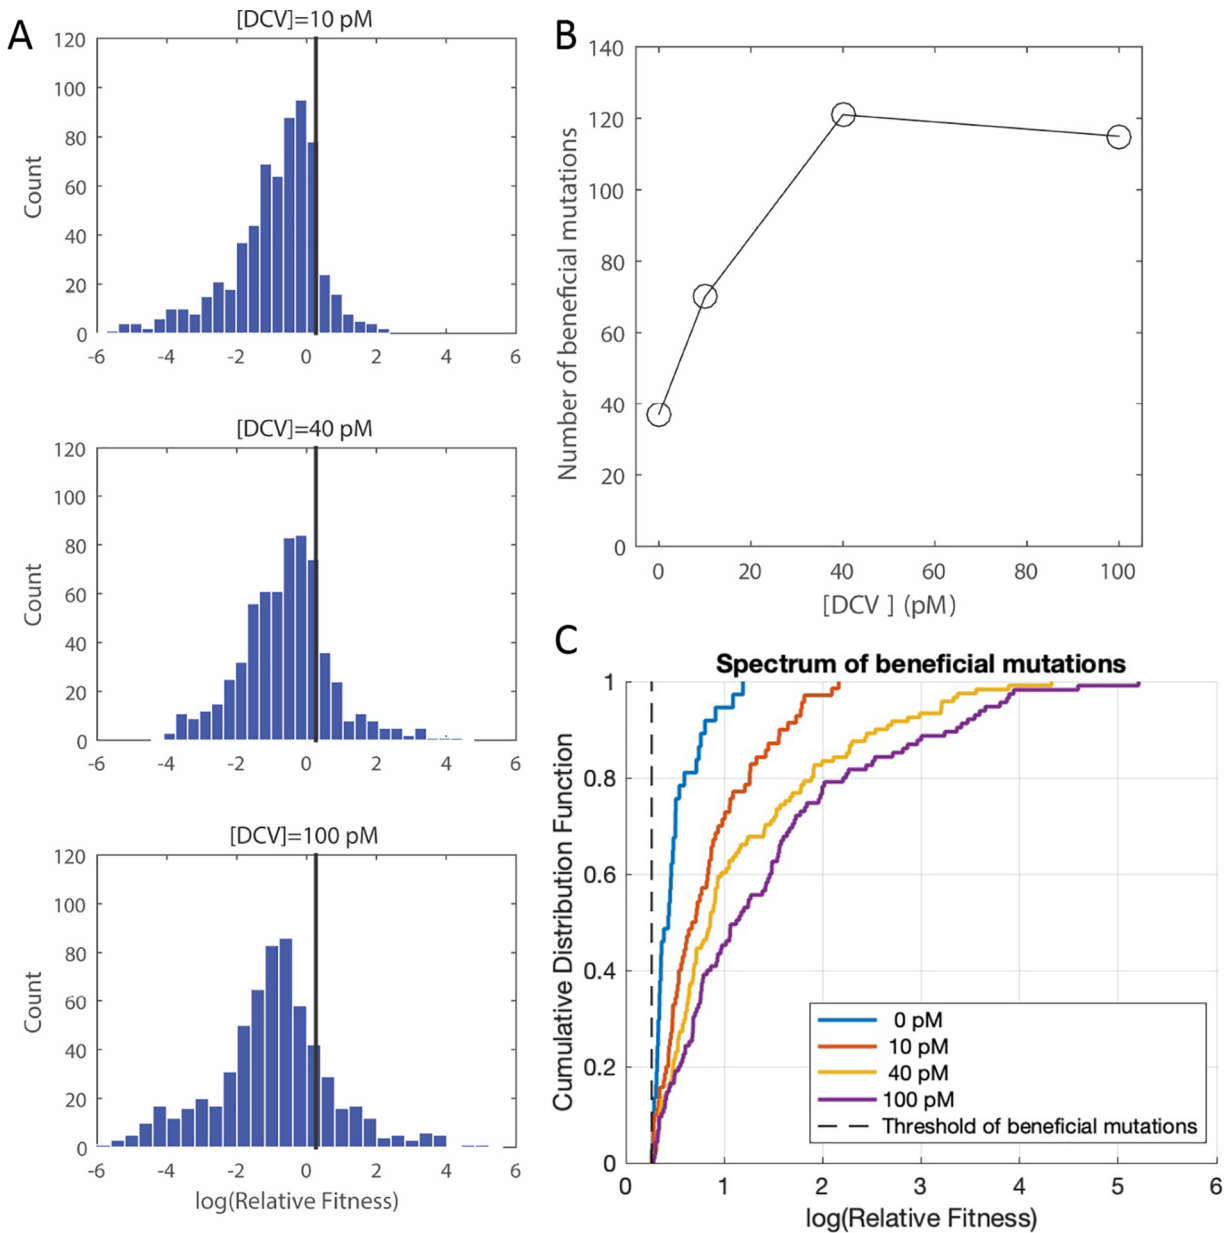 A
[DCV]=10 pM
120
100
80
60
40
20
0
Count
-6 -4 -2 0 2 4 6
[DCV]=40 pM
120
100
80
60
40
20
0
Count
-6 -4 -2 0 2 4 6
[DCV]=100 pM
120
100
80
60
40
20
0
Count
-6 -4 -2 0 2 4 6
log(Relative Fitness)
B
140
120
100
80
60
40
20
0
Number of beneficial mutations
0 20 40 60 80 100
[DCV ] (pM)
C
Spectrum of beneficial mutations
1
0.8
0.6
0.4
0.2
0
Cumulative Distribution Function
0 pM
10 pM
40 pM
100 pM
Threshold of beneficial mutations
0 1 2 3 4 5 6
log(Relative Fitness)